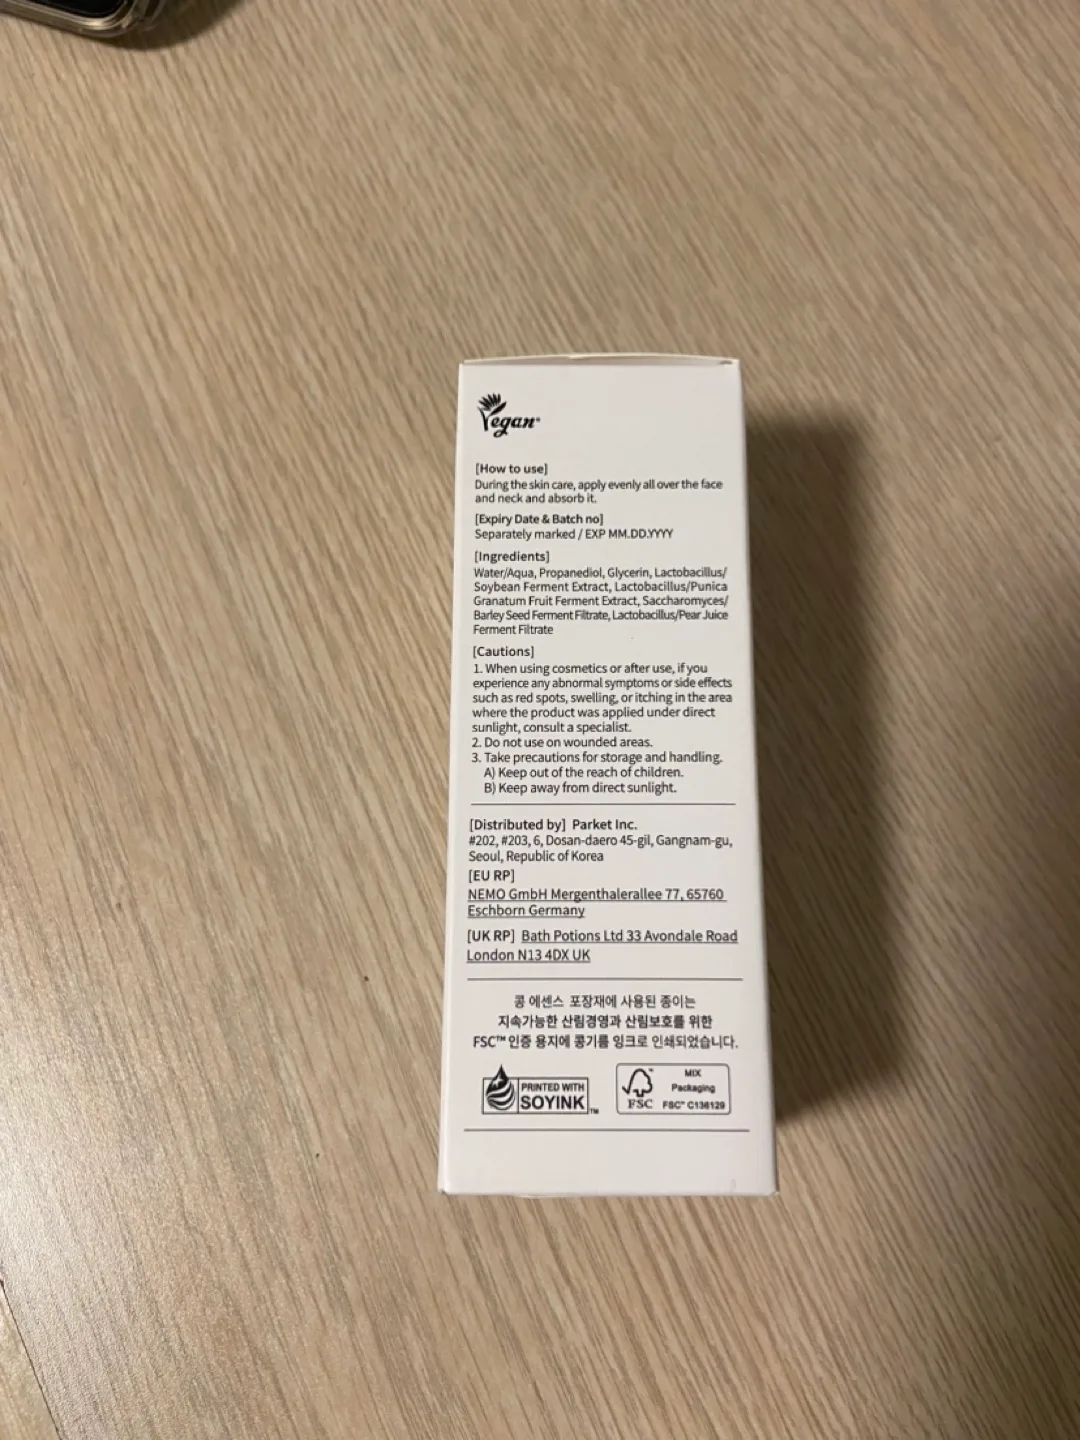 Vegan
[How to use]
During the skin care, apply evenly all over the face
and neck and absorb it.
[Expiry Date & Batch no]
Separately marked / EXP MM.DD.YYYY
[Ingredients]
Water/Aqua, Propanediol, Glycerin, Lactobacillus/
Soybean Ferment Extract, Lactobacillus/Punica
Granatum Fruit Ferment Extract, Saccharomyces/
Barley Seed Ferment Filtrate, Lactobacillus/Pear Juice
Ferment Filtrate
[Cautions]
1. When using cosmetics or after use, if you
experience any abnormal symptoms or side effects
such as red spots, swelling, or itching in the area
where the product was applied under direct
sunlight, consult a specialist.
2. Do not use on wounded areas.
3. Take precautions for storage and handling.
A) Keep out of the reach of children.
B) Keep away from direct sunlight.
[Distributed by] Parket Inc.
#202, #203, 6, Dosan-daero 45-gil, Gangnam-gu,
Seoul, Republic of Korea
[EU RP]
NEMO GmbH Mergenthalerallee 77, 65760
Eschborn Germany
[UK RP] Bath Potions Ltd 33 Avondale Road
London N13 4DX UK
콩 에센스 포장재에 사용된 종이는
지속가능한 산림경영과 산림보호를 위한
FSC™ 인증 용지에 콩기름 잉크로 인쇄되었습니다.
PRINTED WITH
SOYINK™
FSC
MIX
Packaging
FSC™ C136129